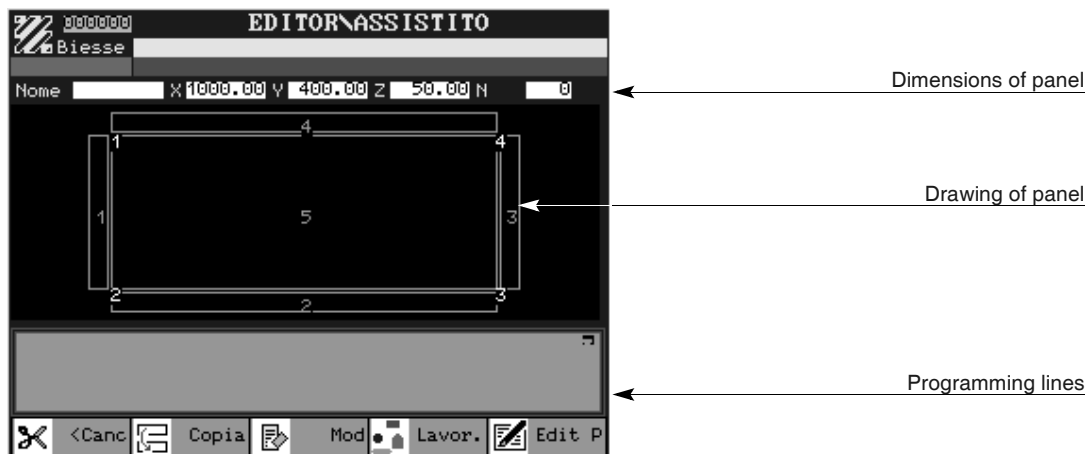 000000
EDITOR\ASSISTITO
Biesse
Nome X 1000.00 Y 400.00 Z 50.00 N 0
Dimensions of panel
4
1 4
1 5 3
Drawing of panel
2 3
2
Programming lines
<Canc Copia Mod Lavor. Edit P